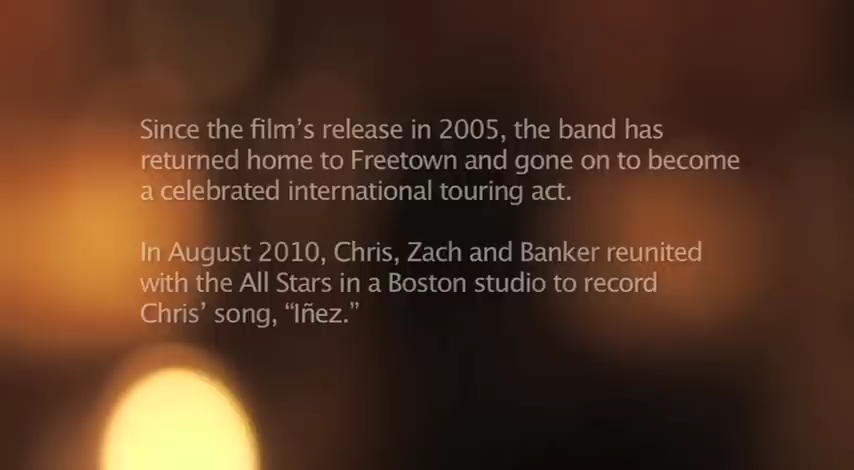 Since the film’s release in 2005, the band has
returned home to Freetown and gone on to become
a celebrated international touring act.
In August 2010, Chris, Zach and Banker reunited
with the All Stars in a Boston studio to record
Chris’ song, “Iñez.”